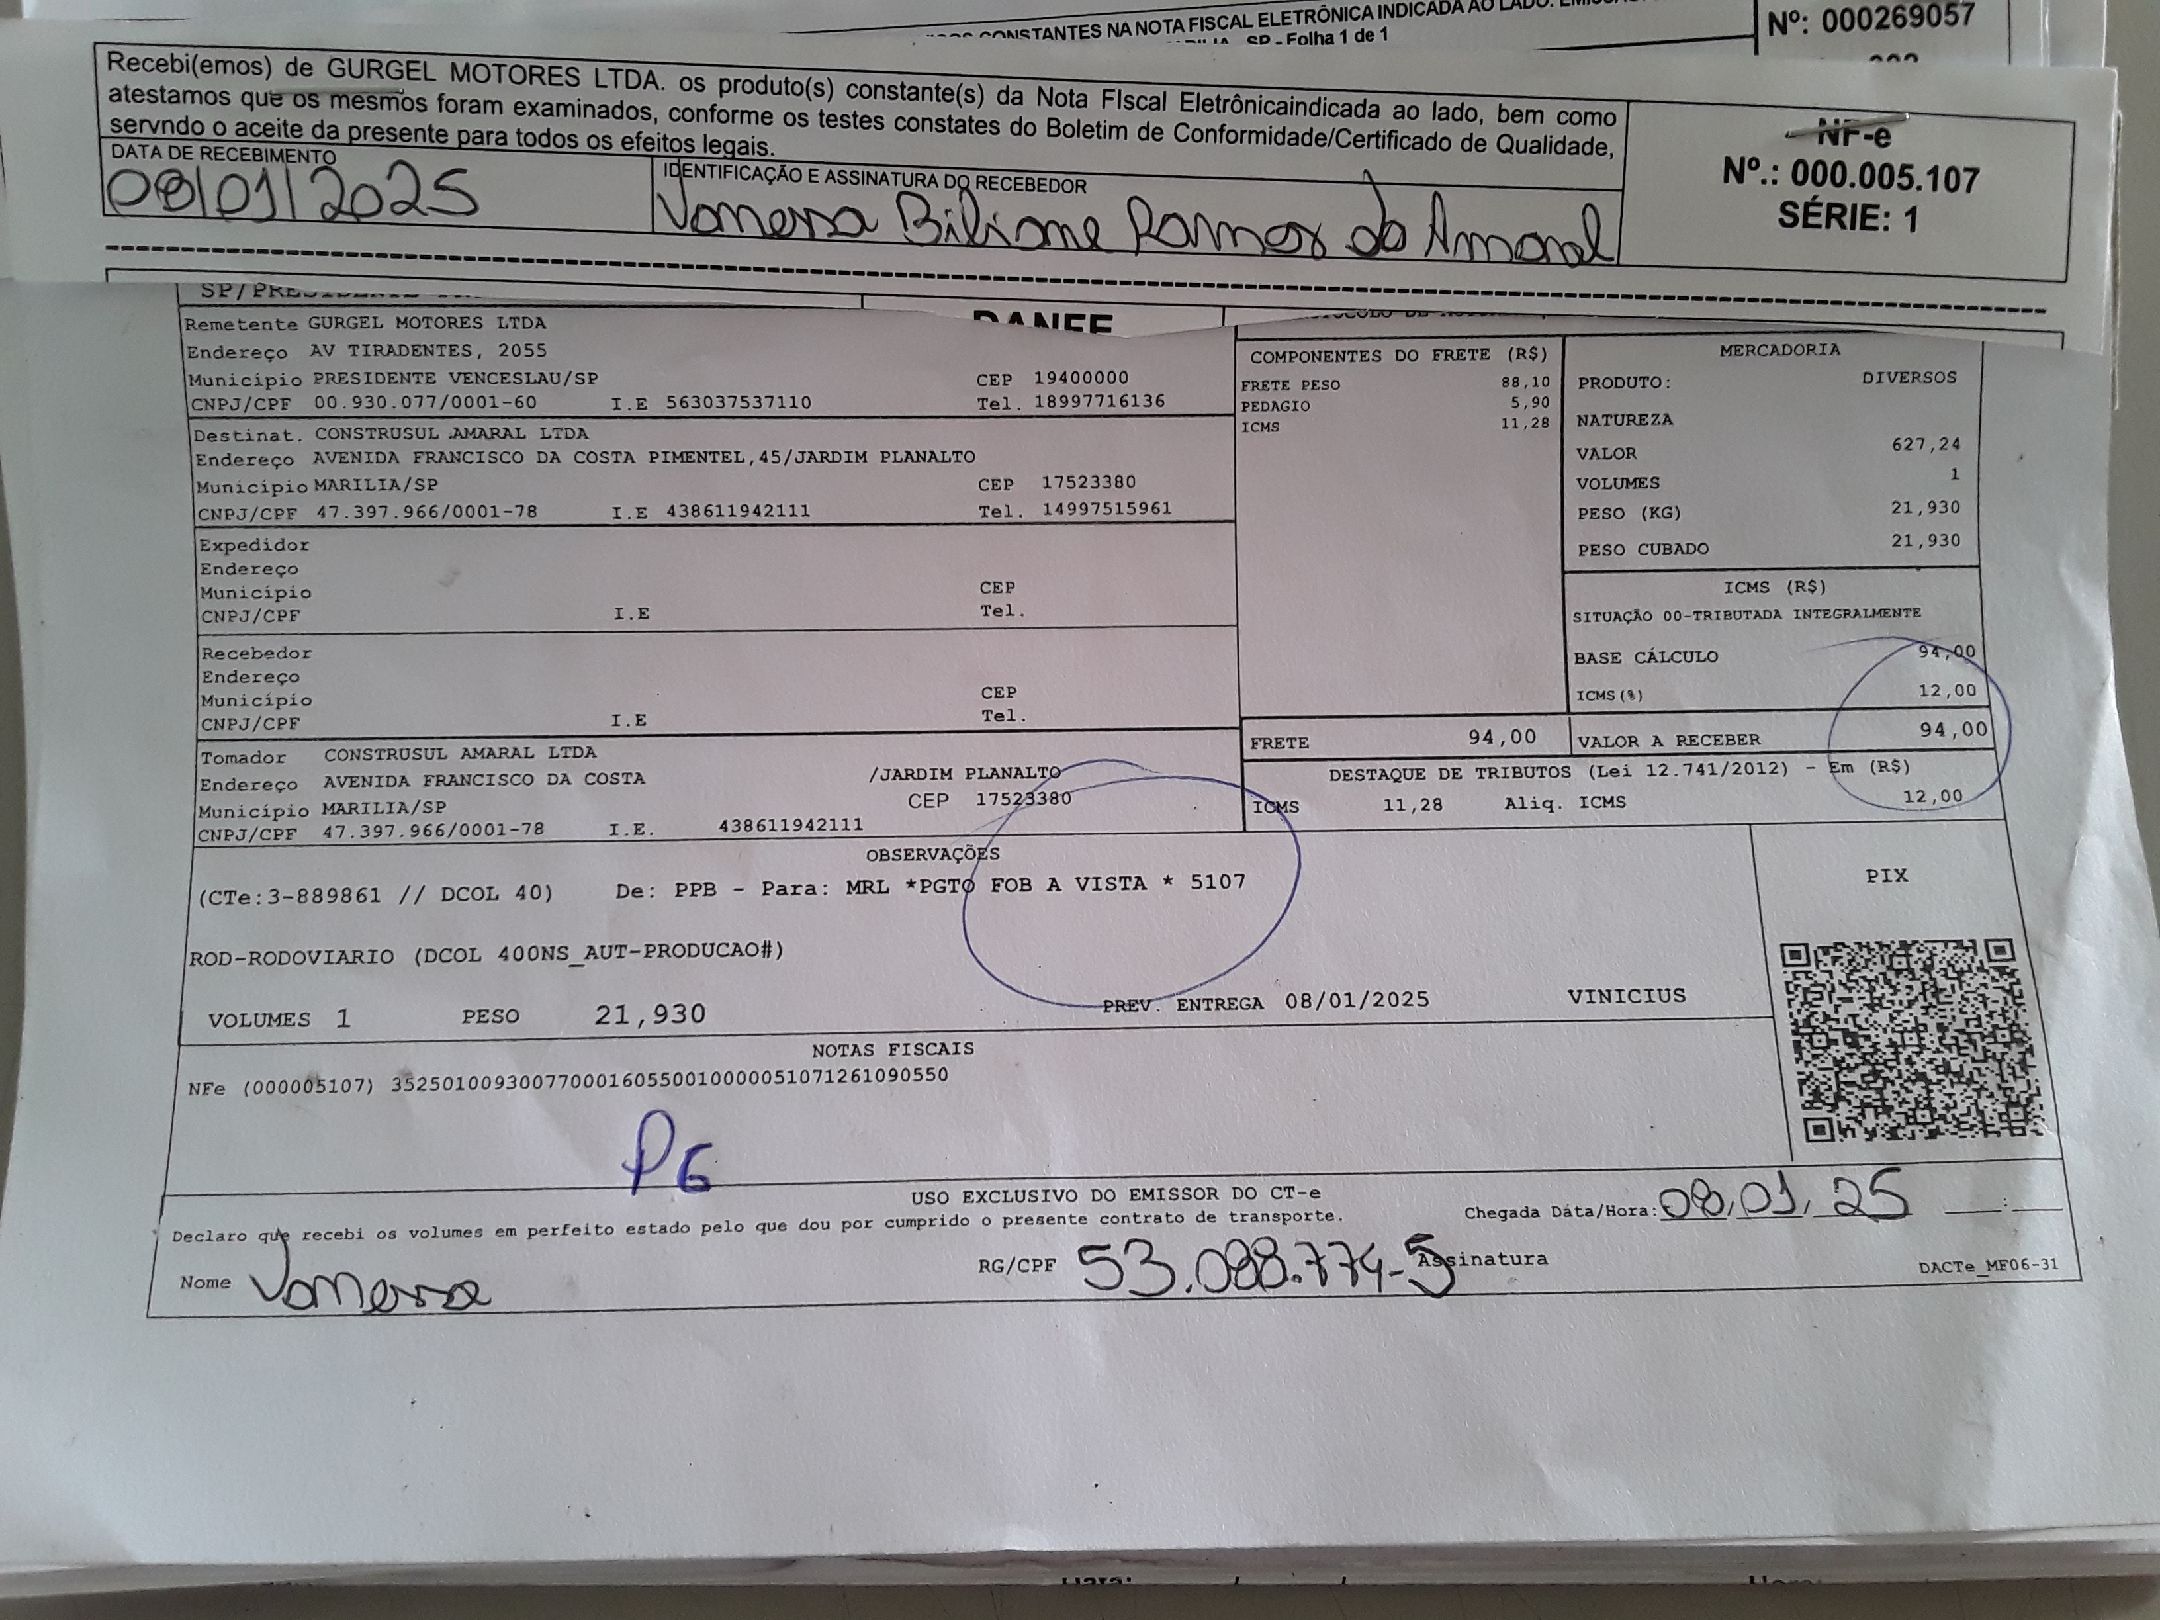 CONSTANTES NA NOTA FISCAL ELETRÔNICA INDICADA AO LADO.
SP - Folha 1 de 1
Nº: 000269057
Recebi(emos) de GURGEL MOTORES LTDA. os produto(s) constante(s) da Nota FIscal Eletrônicaindicada ao lado, bem como
atestamos que os mesmos foram examinados, conforme os testes constates do Boletim de Conformidade/Certificado de Qualidade,
servndo o aceite da presente para todos os efeitos legais.
DATA DE RECEBIMENTO
08/01/2025
IDENTIFICAÇÃO E ASSINATURA DO RECEBEDOR
Vanessa Biliane Ramos do Amaral
NF-e
Nº.: 000.005.107
SÉRIE: 1
DANFE
Remetente GURGEL MOTORES LTDA
Endereço AV TIRADENTES, 2055
Município PRESIDENTE VENCESLAU/SP CEP 19400000
CNPJ/CPF 00.930.077/0001-60 I.E 563037537110 Tel. 18997716136
Destinat. CONSTRUSUL AMARAL LTDA
Endereço AVENIDA FRANCISCO DA COSTA PIMENTEL,45/JARDIM PLANALTO
Município MARILIA/SP CEP 17523380
CNPJ/CPF 47.397.966/0001-78 I.E 438611942111 Tel. 14997515961
Expedidor
Endereço
Município CEP
CNPJ/CPF I.E Tel.
Recebedor
Endereço
Município CEP
CNPJ/CPF I.E Tel.
Tomador CONSTRUSUL AMARAL LTDA
Endereço AVENIDA FRANCISCO DA COSTA /JARDIM PLANALTO
Município MARILIA/SP CEP 17523380
CNPJ/CPF 47.397.966/0001-78 I.E. 438611942111
COMPONENTES DO FRETE (R$)
FRETE PESO 88,10
PEDAGIO 5,90
ICMS 11,28
MERCADORIA
PRODUTO: DIVERSOS
NATUREZA
VALOR 627,24
VOLUMES 1
PESO (KG) 21,930
PESO CUBADO 21,930
ICMS (R$)
SITUAÇÃO 00-TRIBUTADA INTEGRALMENTE
BASE CÁLCULO 94,00
ICMS(%) 12,00
FRETE 94,00 VALOR A RECEBER 94,00
DESTAQUE DE TRIBUTOS (Lei 12.741/2012) - Em (R$)
ICMS 11,28 Aliq. ICMS 12,00
OBSERVAÇÕES
(CTe:3-889861 // DCOL 40) De: PPB - Para: MRL *PGTO FOB A VISTA * 5107
ROD-RODOVIARIO (DCOL 400NS_AUT-PRODUCAO#)
VOLUMES 1 PESO 21,930 PREV. ENTREGA 08/01/2025 VINICIUS
PIX
NOTAS FISCAIS
NFe (000005107) 35250100930077000160550010000051071261090550
PG
USO EXCLUSIVO DO EMISSOR DO CT-e
Declaro que recebi os volumes em perfeito estado pelo que dou por cumprido o presente contrato de transporte.
Chegada Data/Hora: 08/01/25 :
Nome Vanessa RG/CPF 53.088.774-5 Assinatura
DACTe_MF06-31